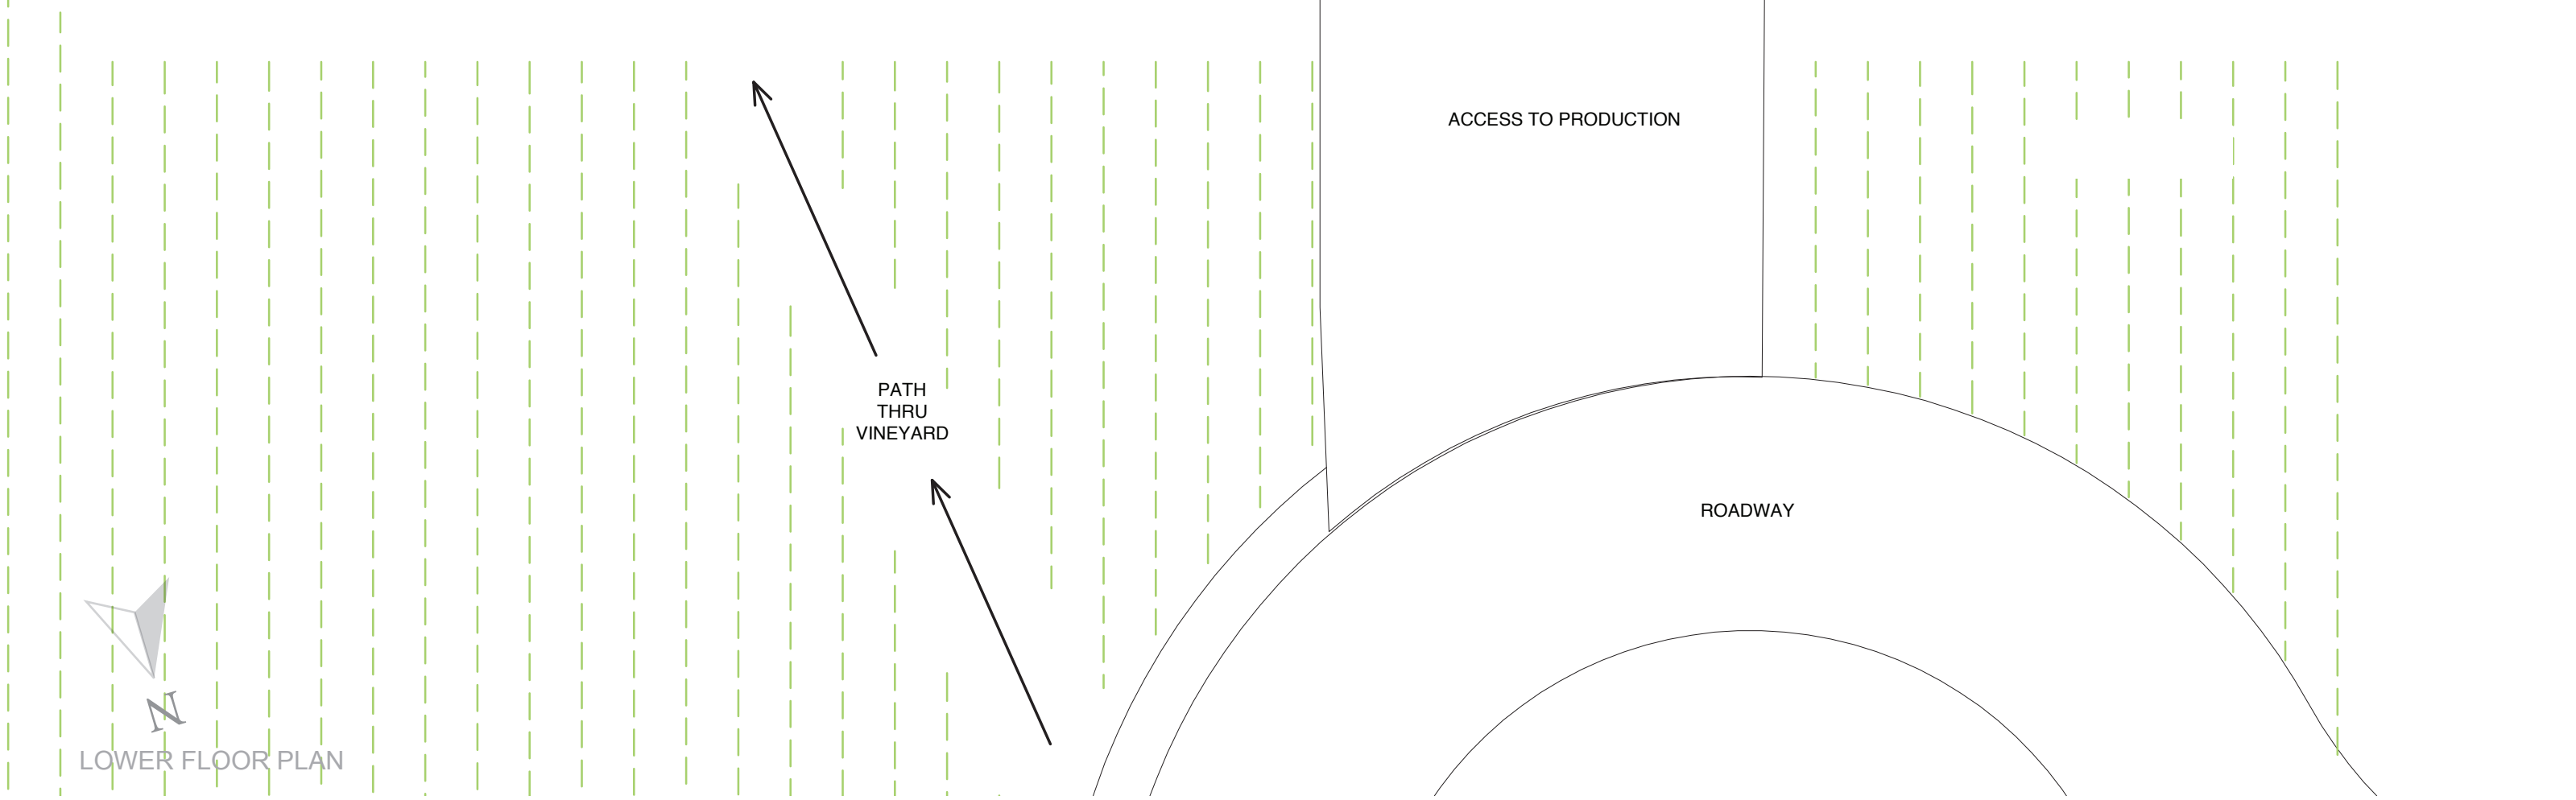 ACCESS TO PRODUCTION
PATH
THRU
VINEYARD
ROADWAY
N
LOWER FLOOR PLAN